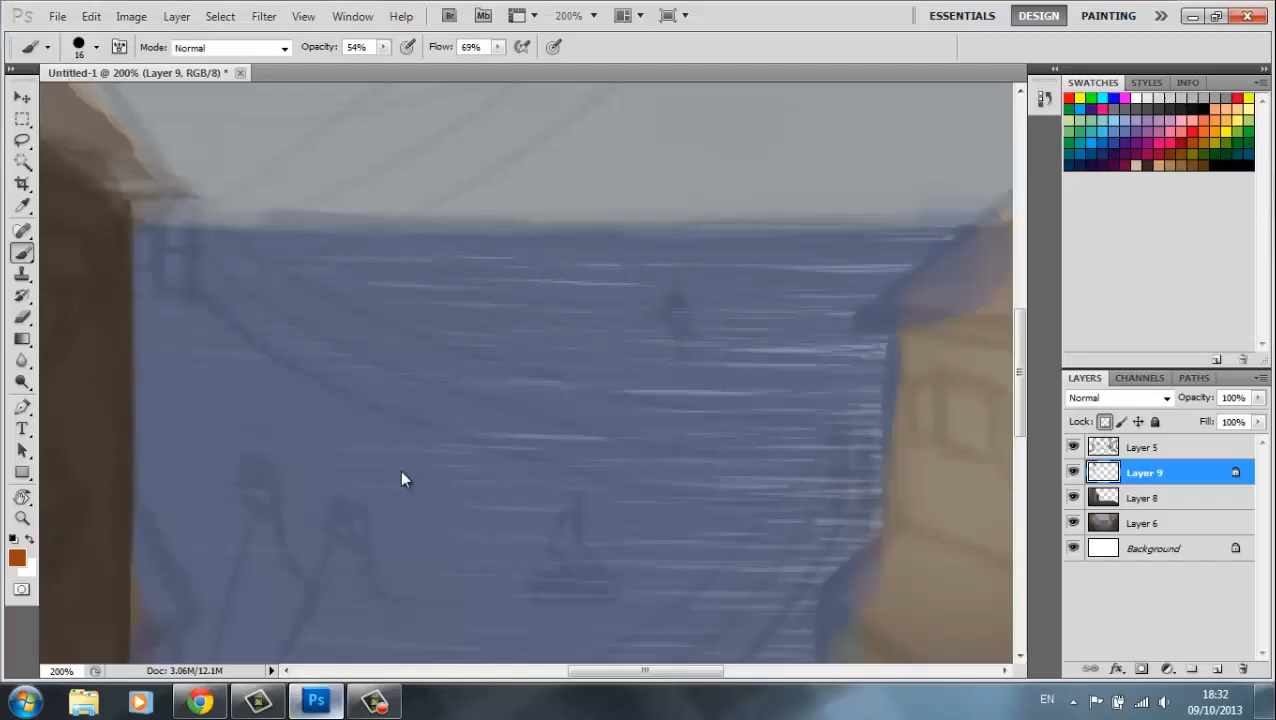 Ps File Edit Image Layer Select Filter View Window Help Br Mb 200% ESSENTIALS DESIGN PAINTING
16 Mode: Normal Opacity: 54% Flow: 69%
Untitled-1 @ 200% (Layer 9, RGB/8) *
SWATCHES STYLES INFO
LAYERS CHANNELS PATHS
Normal Opacity: 100%
Lock: Fill: 100%
Layer 5
Layer 9
Layer 8
Layer 6
Background
200% Doc: 3.06M/12.1M
Ps EN 18:32
09/10/2013